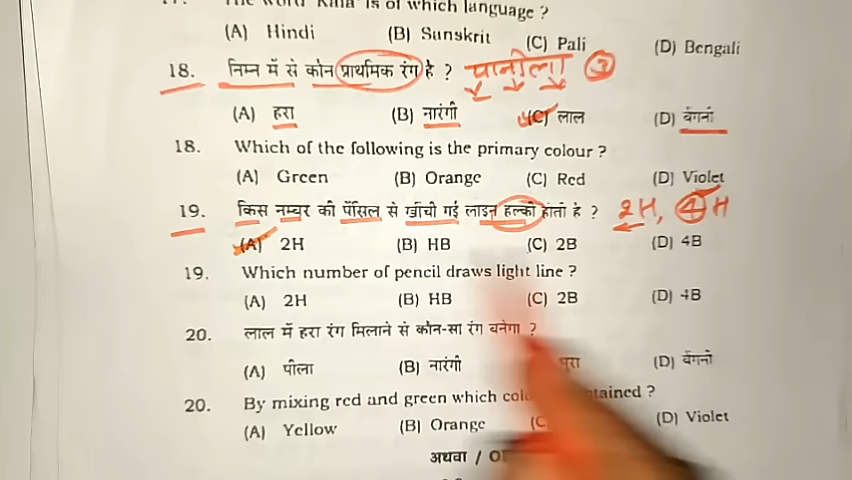 The word 'Kala' is of which language ?
(A) Hindi (B) Sunskrit (C) Pali (D) Bengali
18. निम्न में से कौन प्राथमिक रंग है ? पानीला 3
(A) हरा (B) नारंगी (C) लाल (D) बैंगनी
18. Which of the following is the primary colour ?
(A) Green (B) Orange (C) Red (D) Violet
19. किस नम्बर की पेंसिल से खींची गई लाइन हल्की होती है ? 2H, 4H
(A) 2H (B) HB (C) 2B (D) 4B
19. Which number of pencil draws light line ?
(A) 2H (B) HB (C) 2B (D) 4B
20. लाल में हरा रंग मिलाने से कौन-सा रंग बनेगा ?
(A) पीला (B) नारंगी (D) बैंगनी
20. By mixing red and green which ?
(A) Yellow (B) Orange (D) Violet
अथवा /